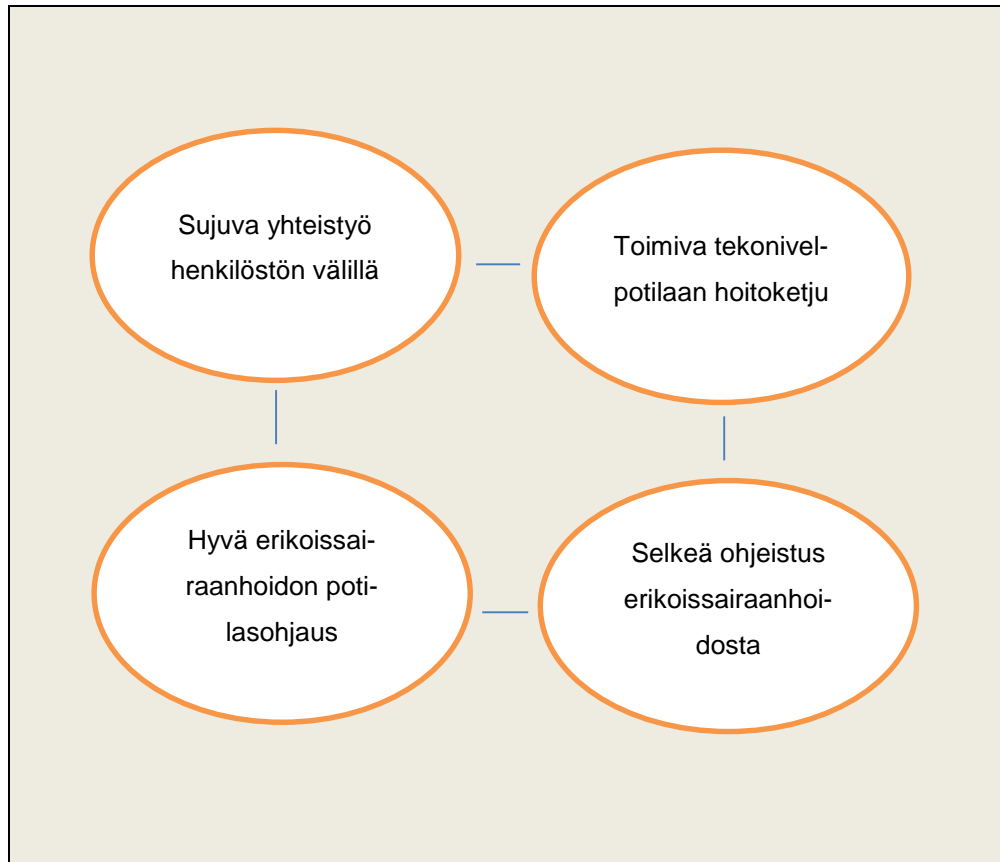 Sujuva yhteistyö
henkilöstön välillä
Toimiva tekonivel-
potilaan hoitoketju
Hyvä erikoissai-
raanhoidon poti-
lasohjaus
Selkeä ohjeistus
erikoissairaanhoi-
dosta